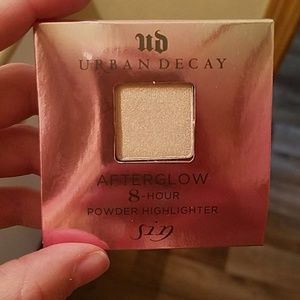 UD
URBAN DECAY
AFTERGLOW
8-HOUR
POWDER HIGHLIGHTER
sin